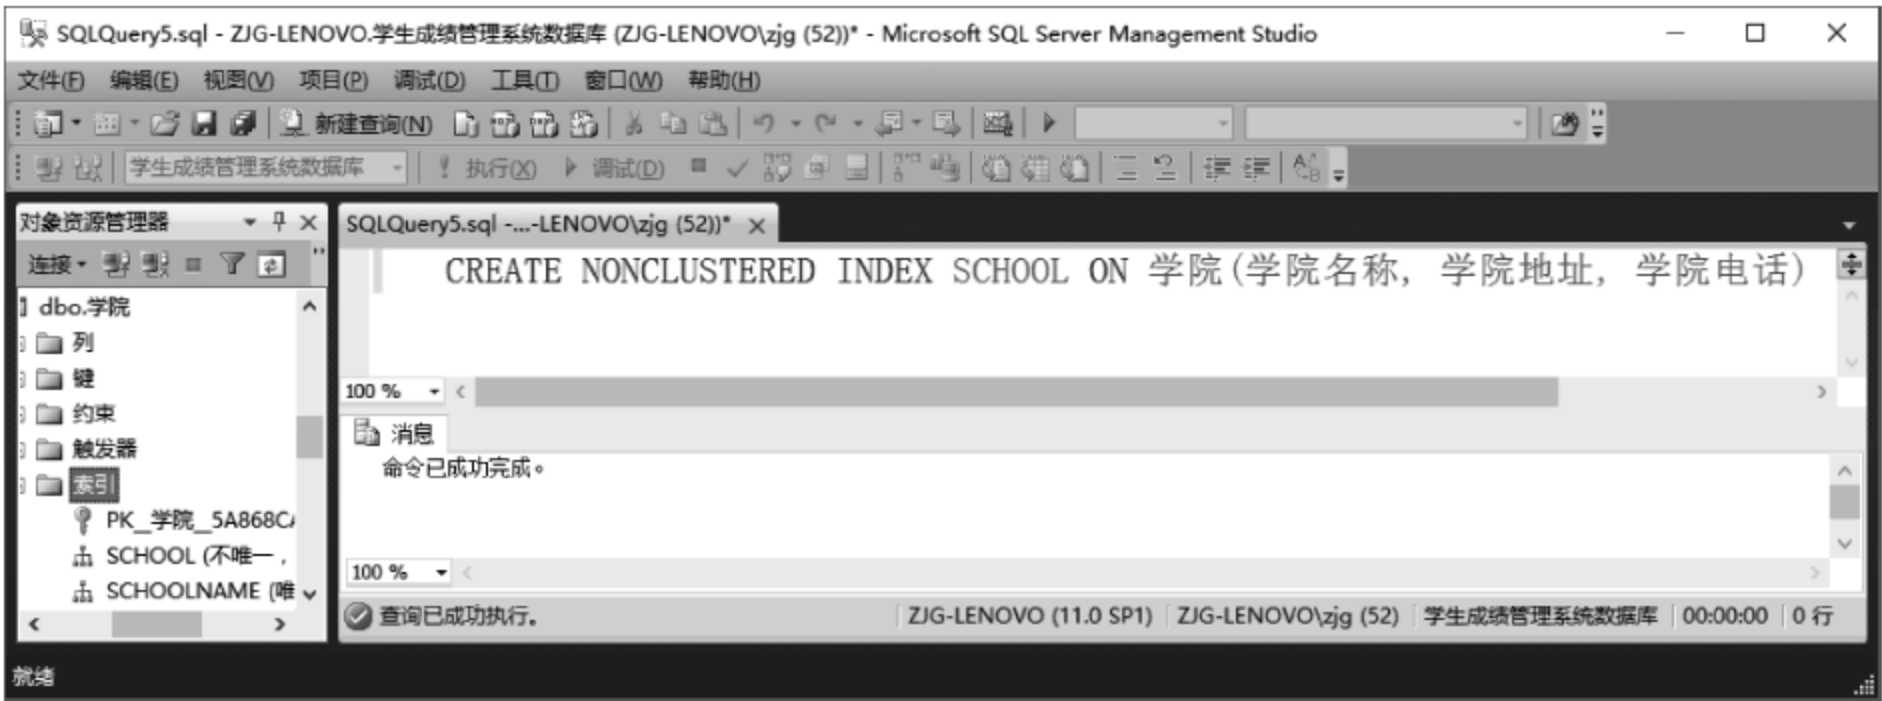 SQLQuery5.sql - ZJG-LENOVO.学生成绩管理系统数据库 (ZJG-LENOVO\zjg (52))* - Microsoft SQL Server Management Studio
文件(F) 编辑(E) 视图(V) 项目(P) 调试(D) 工具(T) 窗口(W) 帮助(H)
新建查询(N)
学生成绩管理系统数据库 执行(X) 调试(D)
对象资源管理器
连接
dbo.学院
列
键
约束
触发器
索引
PK__学院__5A868CA
SCHOOL (不唯一，
SCHOOLNAME (唯
SQLQuery5.sql -...-LENOVO\zjg (52))*
CREATE NONCLUSTERED INDEX SCHOOL ON 学院(学院名称, 学院地址, 学院电话)
100 %
消息
命令已成功完成。
100 %
查询已成功执行。 ZJG-LENOVO (11.0 SP1) ZJG-LENOVO\zjg (52) 学生成绩管理系统数据库 00:00:00 0 行
就绪